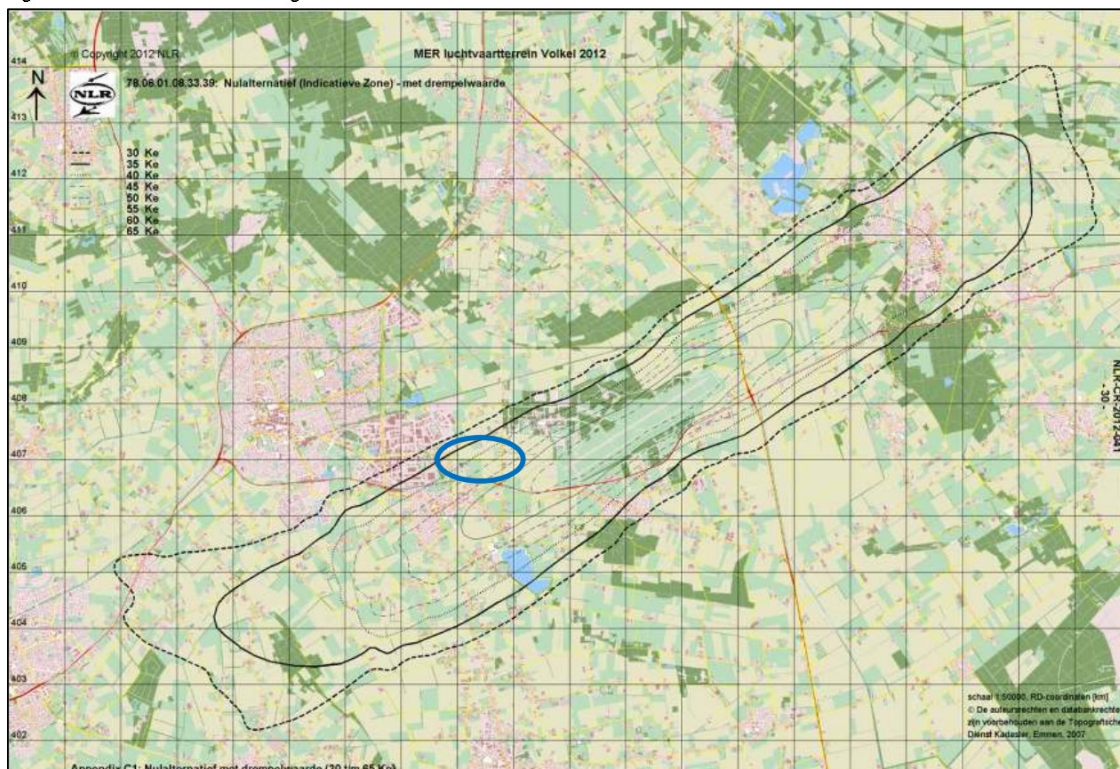 © Copyright 2012 NLR
MER luchtvaartterrein Volkel 2012
N
NLR
78.06.01.08.33.39: Nulalternatief (Indicatieve Zone) - met drempelwaarde
30 Ke
35 Ke
40 Ke
45 Ke
50 Ke
55 Ke
60 Ke
65 Ke
414
413
412
411
410
409
408
407
406
405
404
403
402
- 30 -
schaal 1:50000, RD-coordinaten [km]
© De auteursrechten en databankrechten
zijn voorbehouden aan de Topografische
Dienst Kadaster, Emmen, 2007
Appendix C1: Nulalternatief met drempelwaarde (30 t/m 65 Ke)